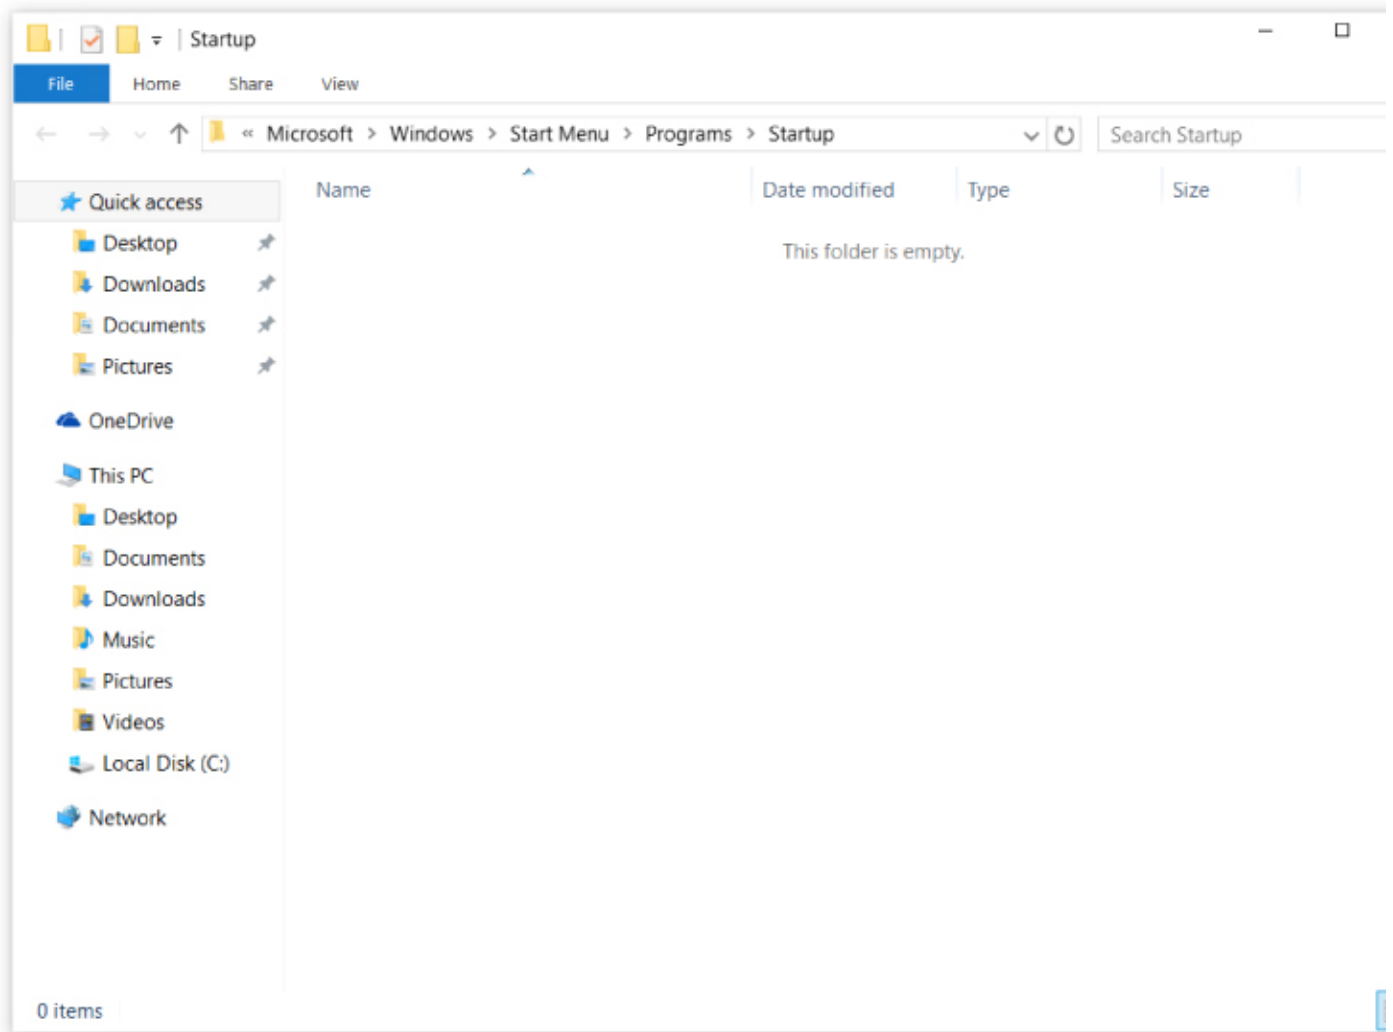 Startup
File Home Share View
« Microsoft > Windows > Start Menu > Programs > Startup Search Startup
Name Date modified Type Size
This folder is empty.
Quick access
Desktop
Downloads
Documents
Pictures
OneDrive
This PC
Desktop
Documents
Downloads
Music
Pictures
Videos
Local Disk (C:)
Network
0 items